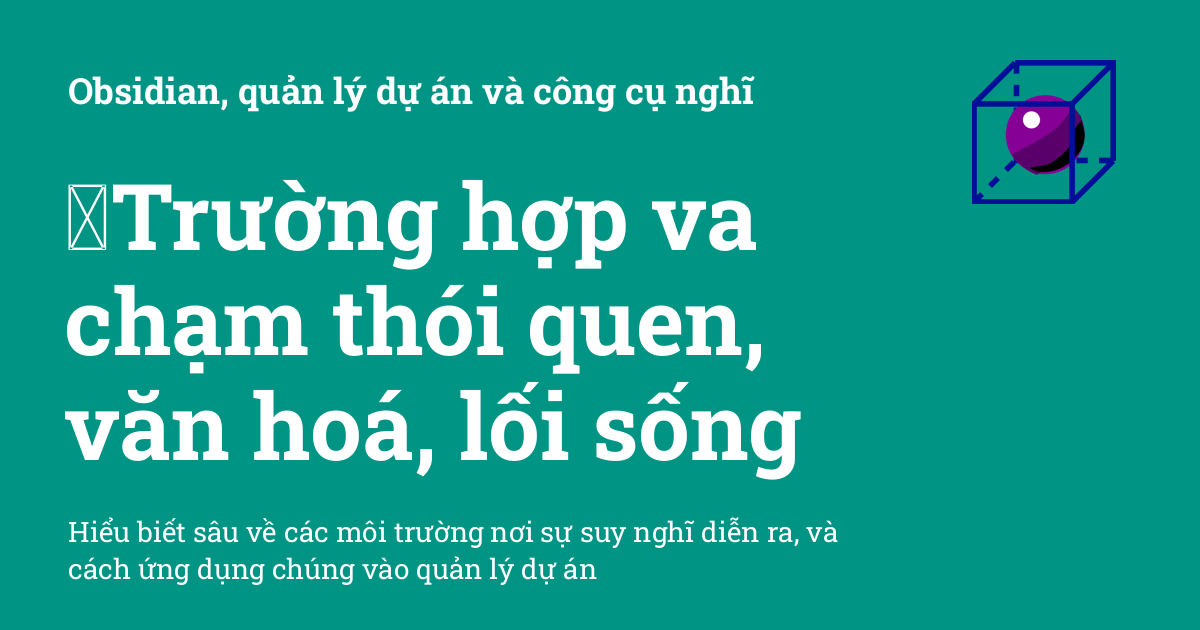 Obsidian, quản lý dự án và công cụ nghĩ
Trường hợp va
chạm thói quen,
văn hoá, lối sống
Hiểu biết sâu về các môi trường nơi sự suy nghĩ diễn ra, và
cách ứng dụng chúng vào quản lý dự án